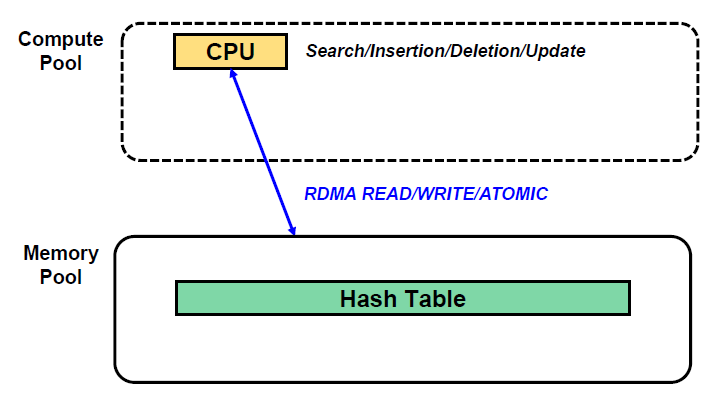 Compute
Pool
CPU
Search/Insertion/Deletion/Update
RDMA READ/WRITE/ATOMIC
Memory
Pool
Hash Table